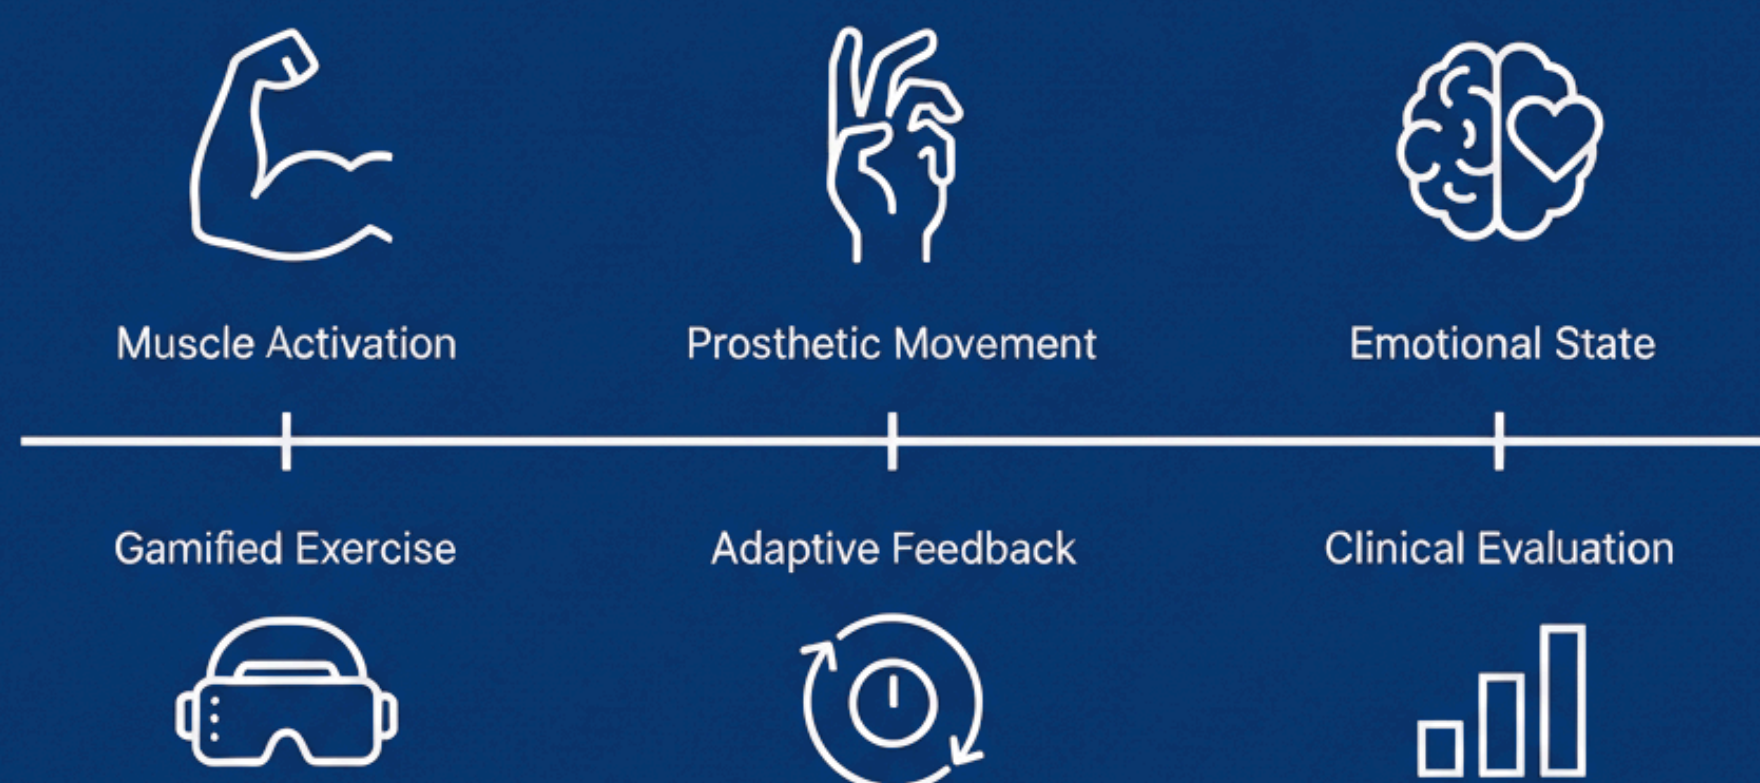 Muscle Activation
Prosthetic Movement
Emotional State
Gamified Exercise
Adaptive Feedback
Clinical Evaluation